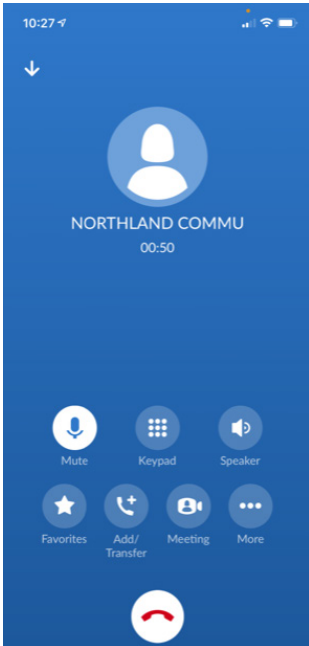 10:27
NORTHLAND COMMU
00:50
Mute
Keypad
Speaker
Favorites
Add/
Transfer
Meeting
More